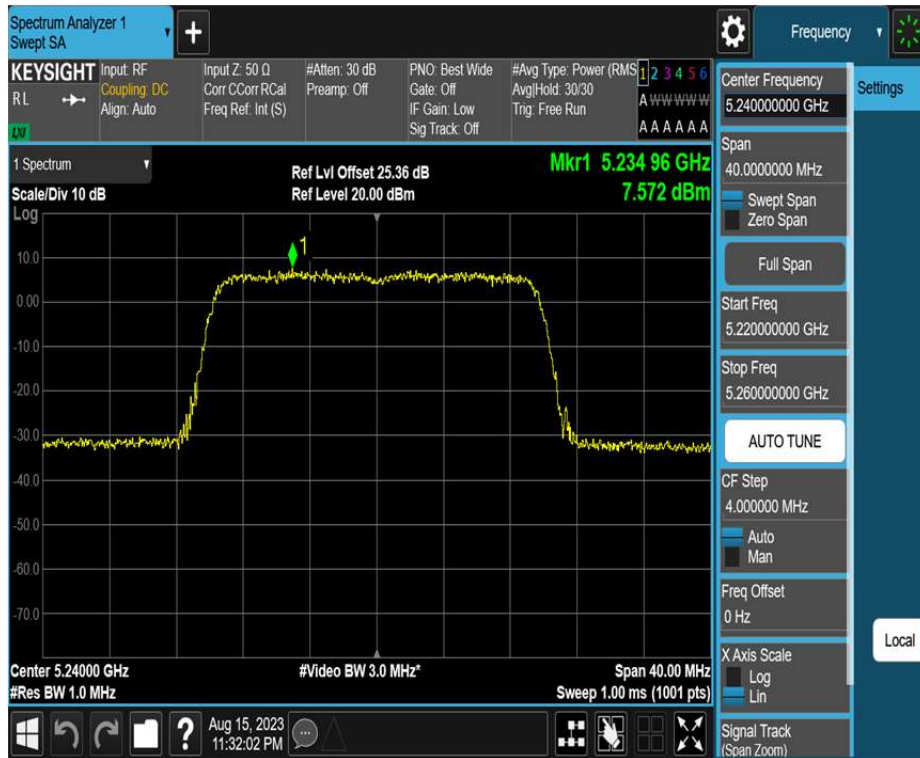 Spectrum Analyzer 1
Swept SA
+
Frequency
KEYSIGHT
R L
LXI
Input: RF
Coupling: DC
Align: Auto
Input Z: 50 Ω
Corr CCorr RCal
Freq Ref: Int (S)
#Atten: 30 dB
Preamp: Off
PNO: Best Wide
Gate: Off
IF Gain: Low
Sig Track: Off
#Avg Type: Power (RMS
Avg|Hold: 30/30
Trig: Free Run
1 2 3 4 5 6
A W W W W W
A A A A A A
1 Spectrum
Scale/Div 10 dB
Log
Ref Lvl Offset 25.36 dB
Ref Level 20.00 dBm
Mkr1 5.234 96 GHz
7.572 dBm
1
10.0
0.00
-10.0
-20.0
-30.0
-40.0
-50.0
-60.0
-70.0
Center 5.24000 GHz
#Res BW 1.0 MHz
#Video BW 3.0 MHz*
Span 40.00 MHz
Sweep 1.00 ms (1001 pts)
?
Aug 15, 2023
11:32:02 PM
Center Frequency
5.240000000 GHz
Span
40.0000000 MHz
Swept Span
Zero Span
Full Span
Start Freq
5.220000000 GHz
Stop Freq
5.260000000 GHz
AUTO TUNE
CF Step
4.000000 MHz
Auto
Man
Freq Offset
0 Hz
X Axis Scale
Log
Lin
Signal Track
(Span Zoom)
Settings
Local